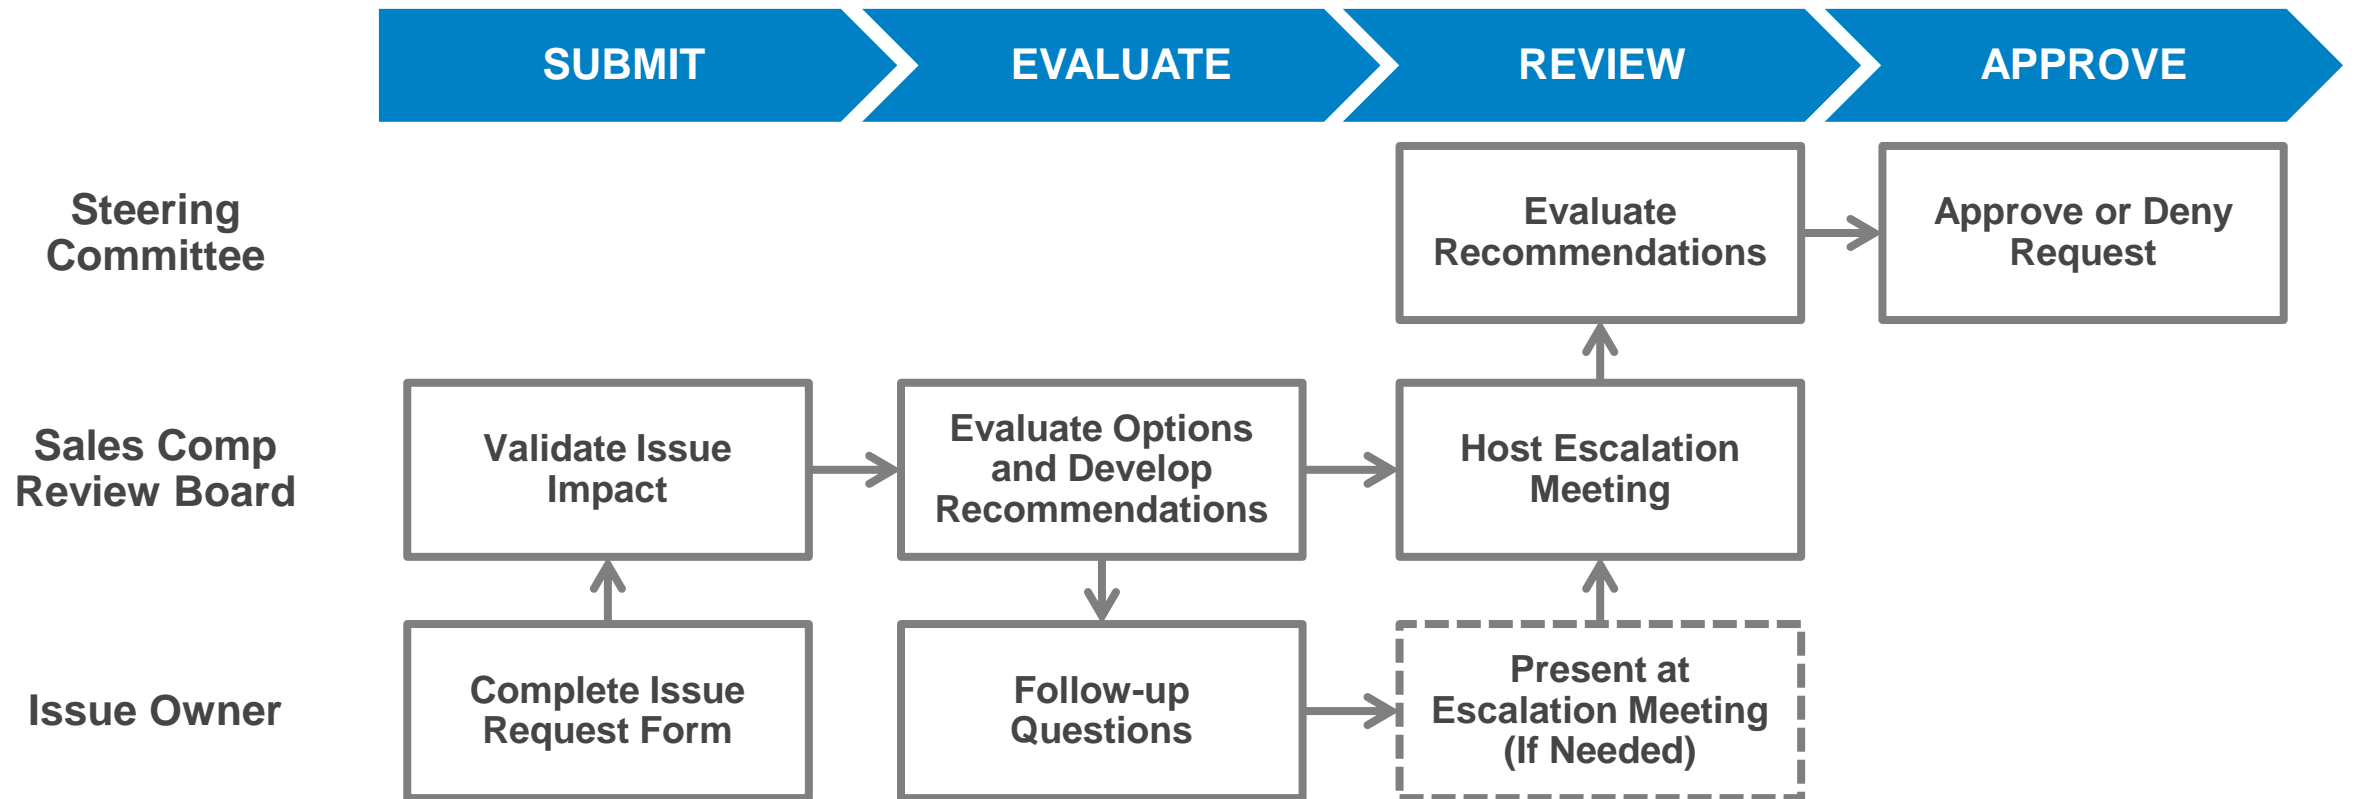 SUBMIT
EVALUATE
REVIEW
APPROVE
Steering
Committee
Evaluate
Recommendations
Approve or Deny
Request
Sales Comp
Review Board
Validate Issue
Impact
Evaluate Options
and Develop
Recommendations
Host Escalation
Meeting
Issue Owner
Complete Issue
Request Form
Follow-up
Questions
Present at
Escalation Meeting
(If Needed)